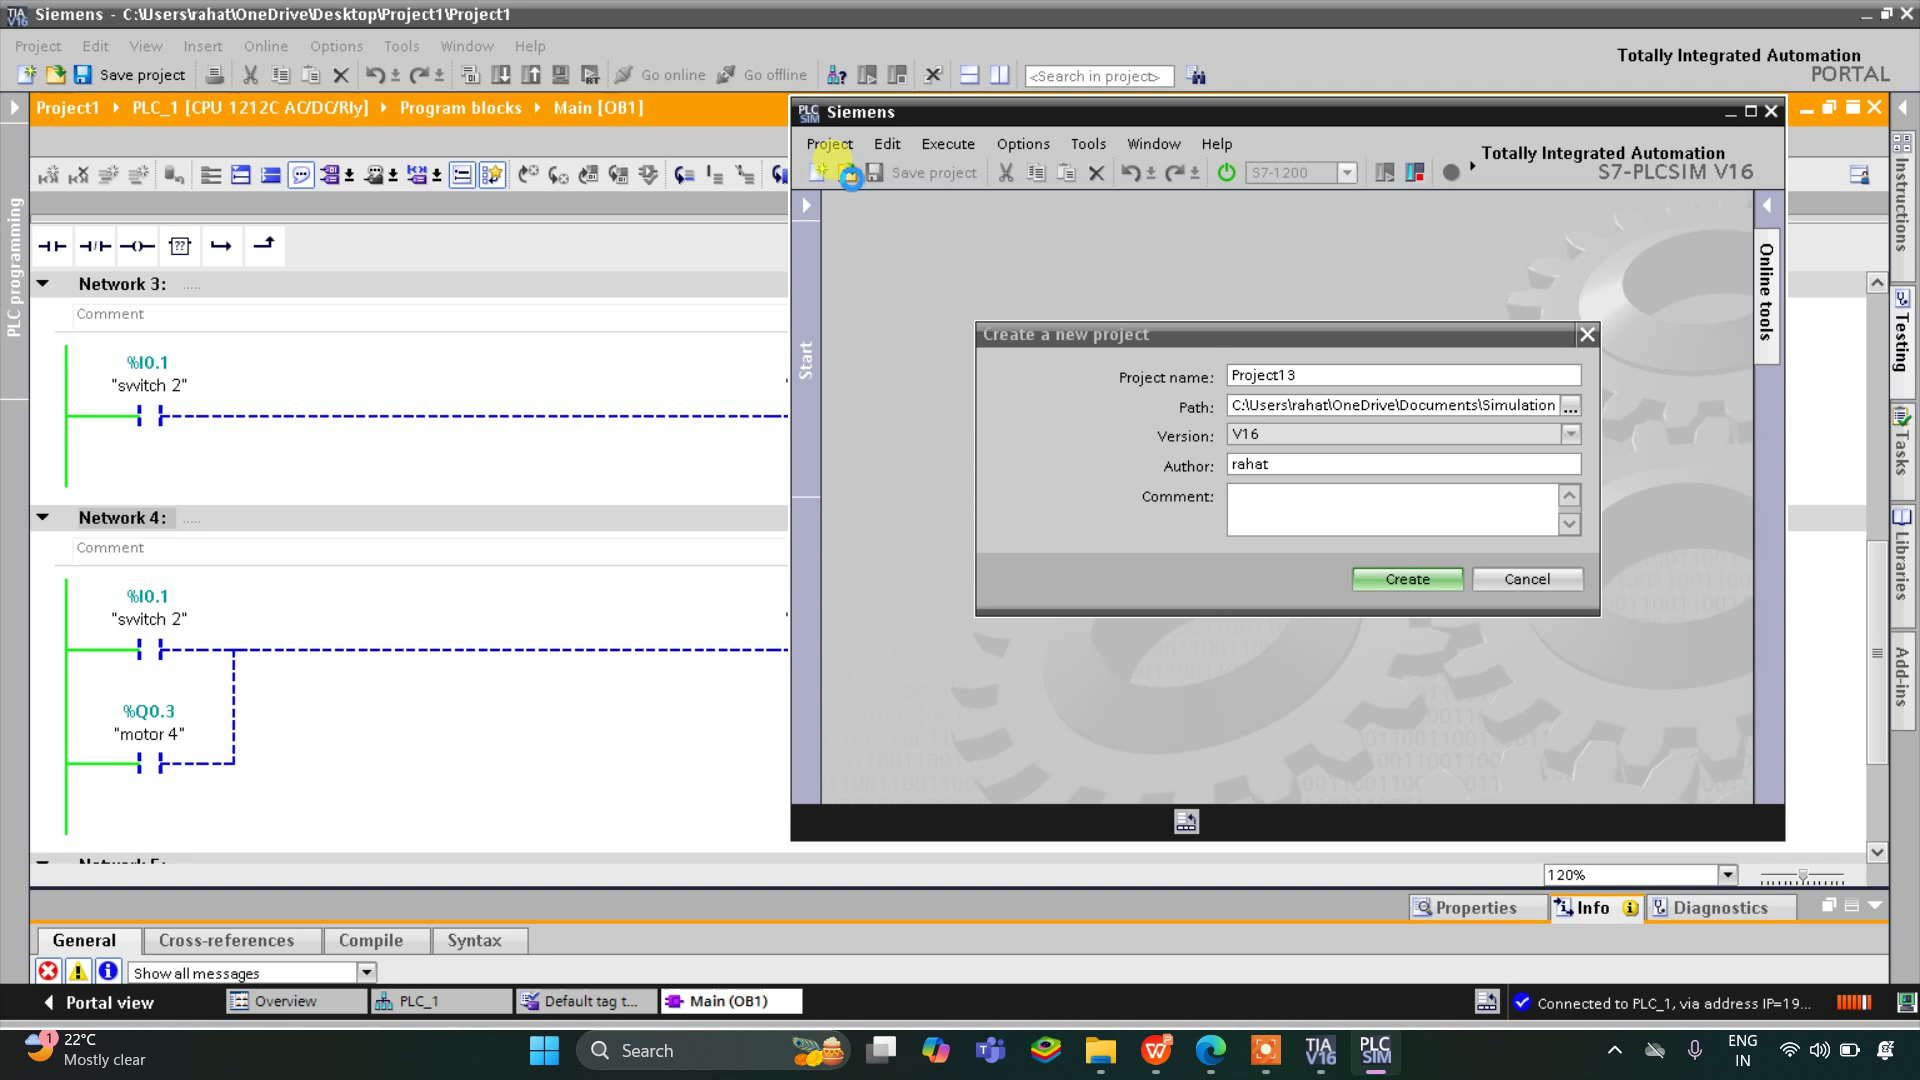 Siemens - C:\Users\rahat\OneDrive\Desktop\Project1\Project1
Project Edit View Insert Online Options Tools Window Help
Totally Integrated Automation
PORTAL
Save project
Go online
Go offline
<Search in project>
Project1 PLC_1 [CPU 1212C AC/DC/Rly] Program blocks Main [OB1]
PLC SIM Siemens
Project Edit Execute Options Tools Window Help
Totally Integrated Automation
S7-PLCSIM V16
Save project
S7-1200
PLC programming
Start
Online tools
Instructions
Testing
Tasks
Libraries
Add-ins
Network 3: .....
Comment
%I0.1
"switch 2"
Network 4: .....
Comment
%I0.1
"switch 2"
%Q0.3
"motor 4"
Create a new project
Project name: Project13
Path: C:\Users\rahat\OneDrive\Documents\Simulation ...
Version: V16
Author: rahat
Comment:
Create Cancel
120%
Properties Info Diagnostics
General Cross-references Compile Syntax
Show all messages
Portal view Overview PLC_1 Default tag t... Main (OB1)
Connected to PLC_1, via address IP=19...
1
22°C
Mostly clear
Search
TIA V16
PLC SIM
ENG
IN